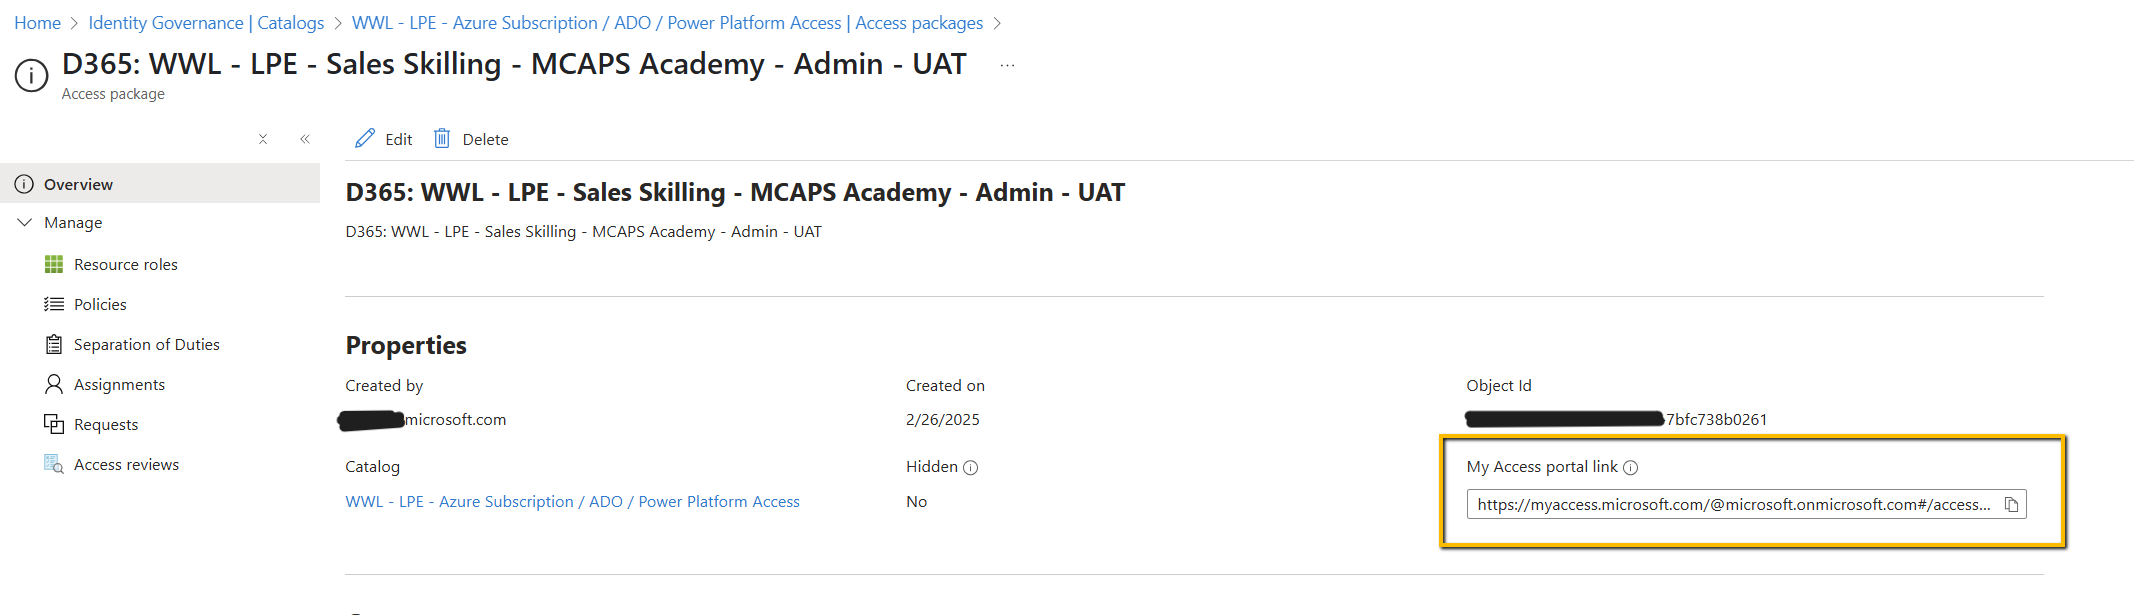 Home > Identity Governance | Catalogs > WWL - LPE - Azure Subscription / ADO / Power Platform Access | Access packages >
D365: WWL - LPE - Sales Skilling - MCAPS Academy - Admin - UAT ...
Access package
Edit Delete
Overview
Manage
Resource roles
Policies
Separation of Duties
Assignments
Requests
Access reviews
D365: WWL - LPE - Sales Skilling - MCAPS Academy - Admin - UAT
D365: WWL - LPE - Sales Skilling - MCAPS Academy - Admin - UAT
Properties
Created by
microsoft.com
Created on
2/26/2025
Object Id
7bfc738b0261
Catalog
WWL - LPE - Azure Subscription / ADO / Power Platform Access
Hidden
No
My Access portal link
https://myaccess.microsoft.com/@microsoft.onmicrosoft.com#/access...